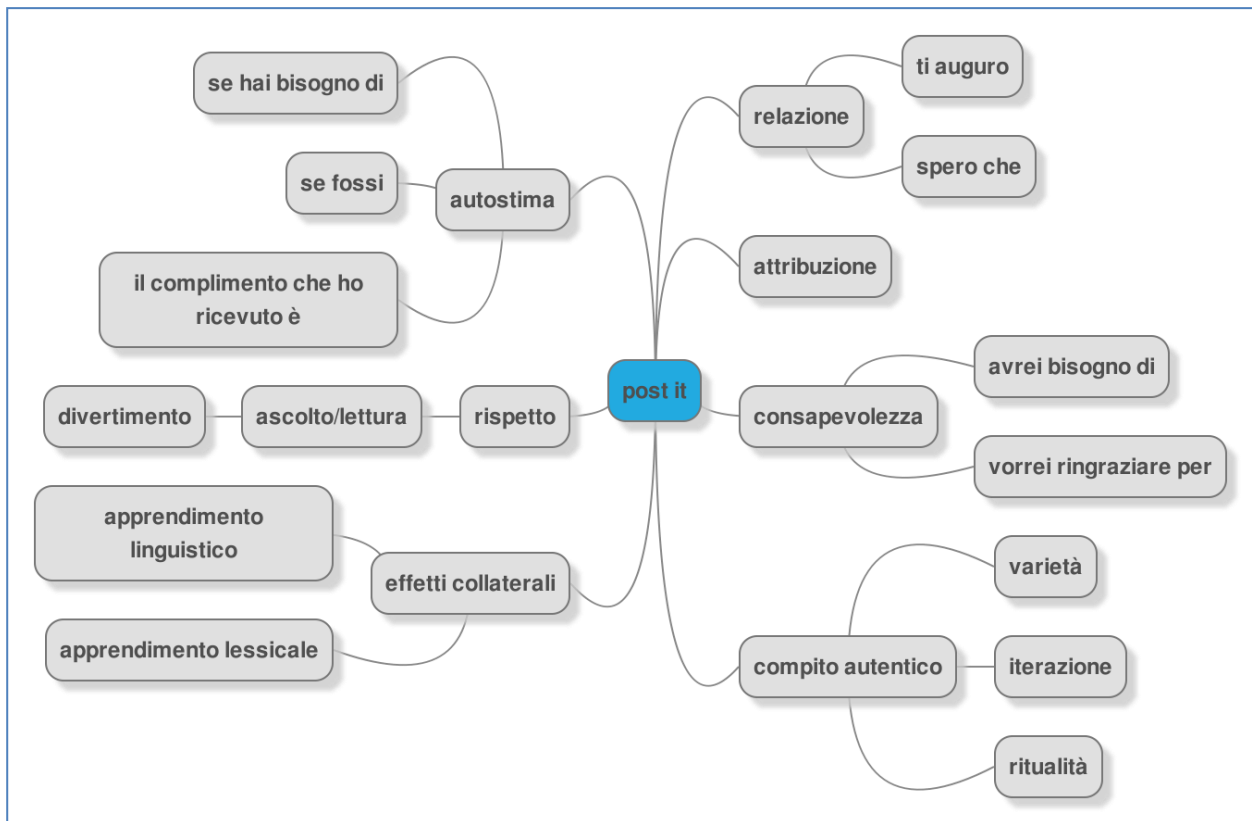 se hai bisogno di
se fossi
autostima
il complimento che ho
ricevuto è
divertimento
ascolto/lettura
rispetto
apprendimento
linguistico
effetti collaterali
apprendimento lessicale
post it
relazione
ti auguro
spero che
attribuzione
avrei bisogno di
consapevolezza
vorrei ringraziare per
varietà
compito autentico
iterazione
ritualità